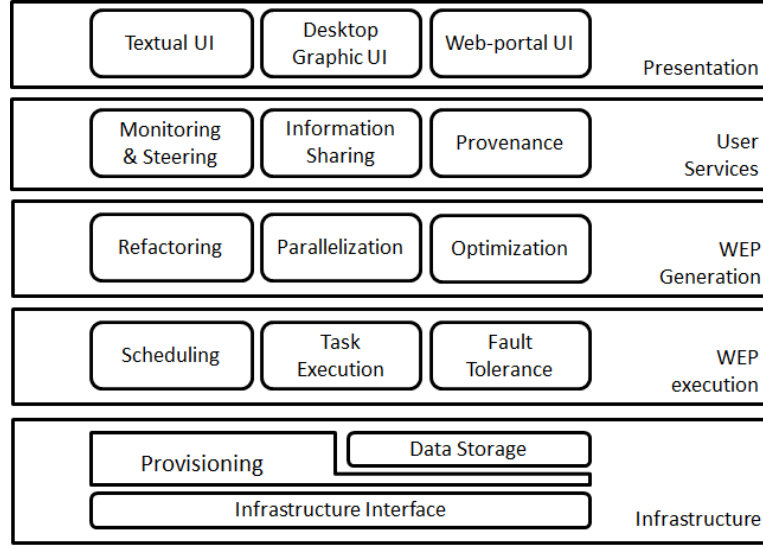 Textual UI
Desktop
Graphic UI
Web-portal UI
Presentation
Monitoring
& Steering
Information
Sharing
Provenance
User
Services
Refactoring
Parallelization
Optimization
WEP
Generation
Scheduling
Task
Execution
Fault
Tolerance
WEP
execution
Provisioning
Data Storage
Infrastructure Interface
Infrastructure